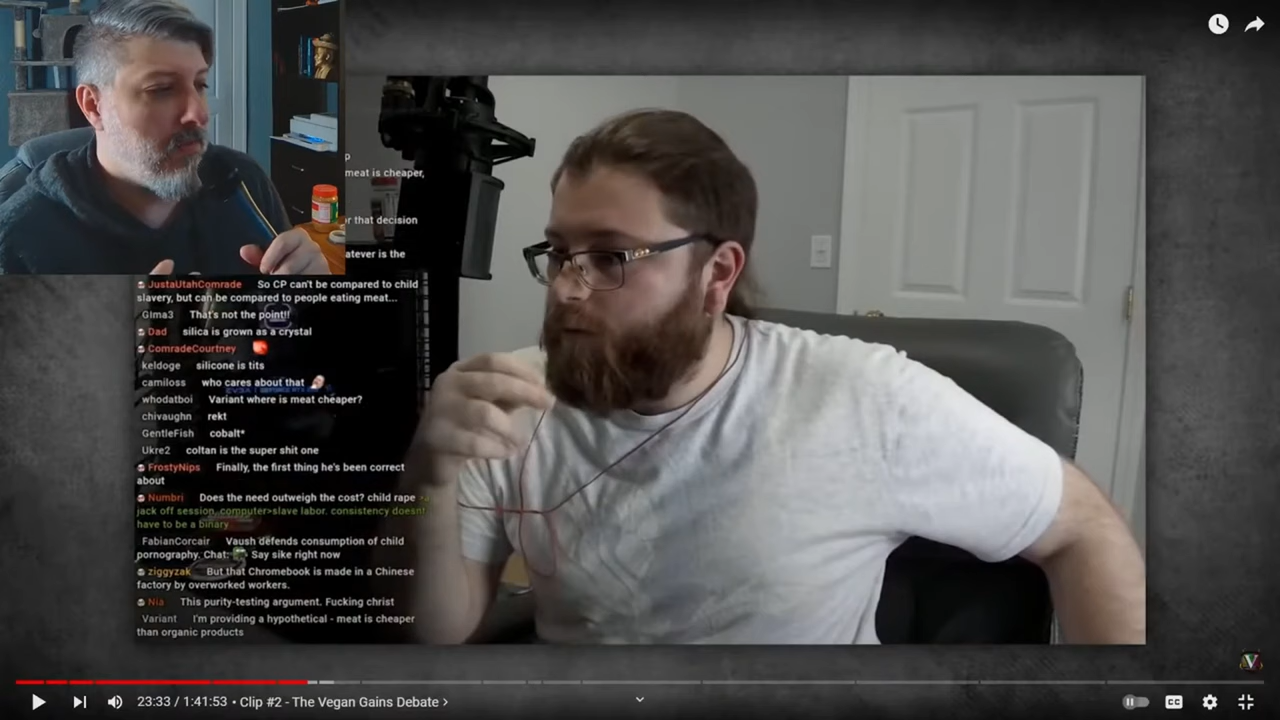 p
meat is cheaper,
r that decision
atever is the
JustaUtahComrade So CP can't be compared to child
slavery, but can be compared to people eating meat...
Gima3 That's not the point!!
Dad silica is grown as a crystal
ComradeCourtney
keldoge silicone is tits
camiloss who cares about that
whodatboi Variant where is meat cheaper?
chivaughn rekt
GentleFish cobalt*
Ukre2 coltan is the super shit one
FrostyNips Finally, the first thing he's been correct
about
Numbri Does the need outweigh the cost? child rape <a
jack off session. computer>slave labor. consistency doesnt
have to be a binary
FabianCorcair Vaush defends consumption of child
pornography. Chat: Say sike right now
ziggyzak But that Chromebook is made in a Chinese
factory by overworked workers.
Nia This purity-testing argument. Fucking christ
Variant I'm providing a hypothetical - meat is cheaper
than organic products
23:33 / 1:41:53 • Clip #2 - The Vegan Gains Debate
CC